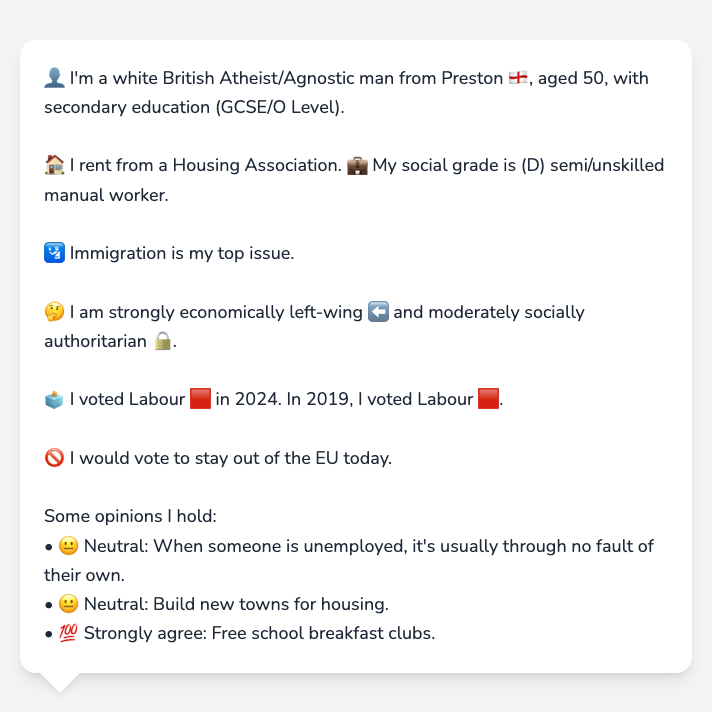 👤 I'm a white British Atheist/Agnostic man from Preston 🏴󠁧󠁢󠁥󠁮󠁧󠁿, aged 50, with
secondary education (GCSE/O Level).
🏠 I rent from a Housing Association. 💼 My social grade is (D) semi/unskilled
manual worker.
🛂 Immigration is my top issue.
🤔 I am strongly economically left-wing ⬅️ and moderately socially
authoritarian 🔒.
🗳️ I voted Labour 🟥 in 2024. In 2019, I voted Labour 🟥.
🚫 I would vote to stay out of the EU today.
Some opinions I hold:
• 😐 Neutral: When someone is unemployed, it's usually through no fault of
their own.
• 😐 Neutral: Build new towns for housing.
• 💯 Strongly agree: Free school breakfast clubs.